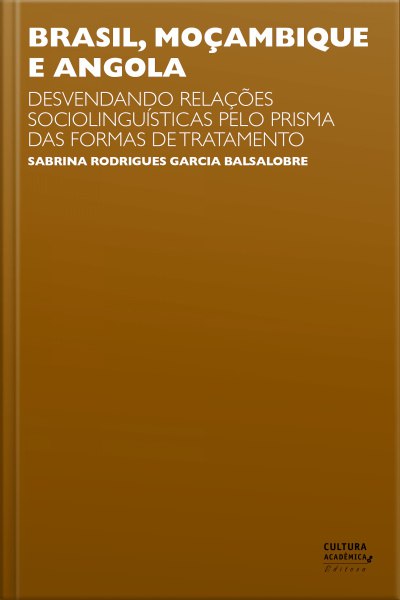 BRASIL, MOÇAMBIQUE
E ANGOLA
DESVENDANDO RELAÇÕES
SOCIOLINGUÍSTICAS PELO PRISMA
DAS FORMAS DE TRATAMENTO
SABRINA RODRIGUES GARCIA BALSALOBRE
CULTURA
ACADÊMICA
Editora